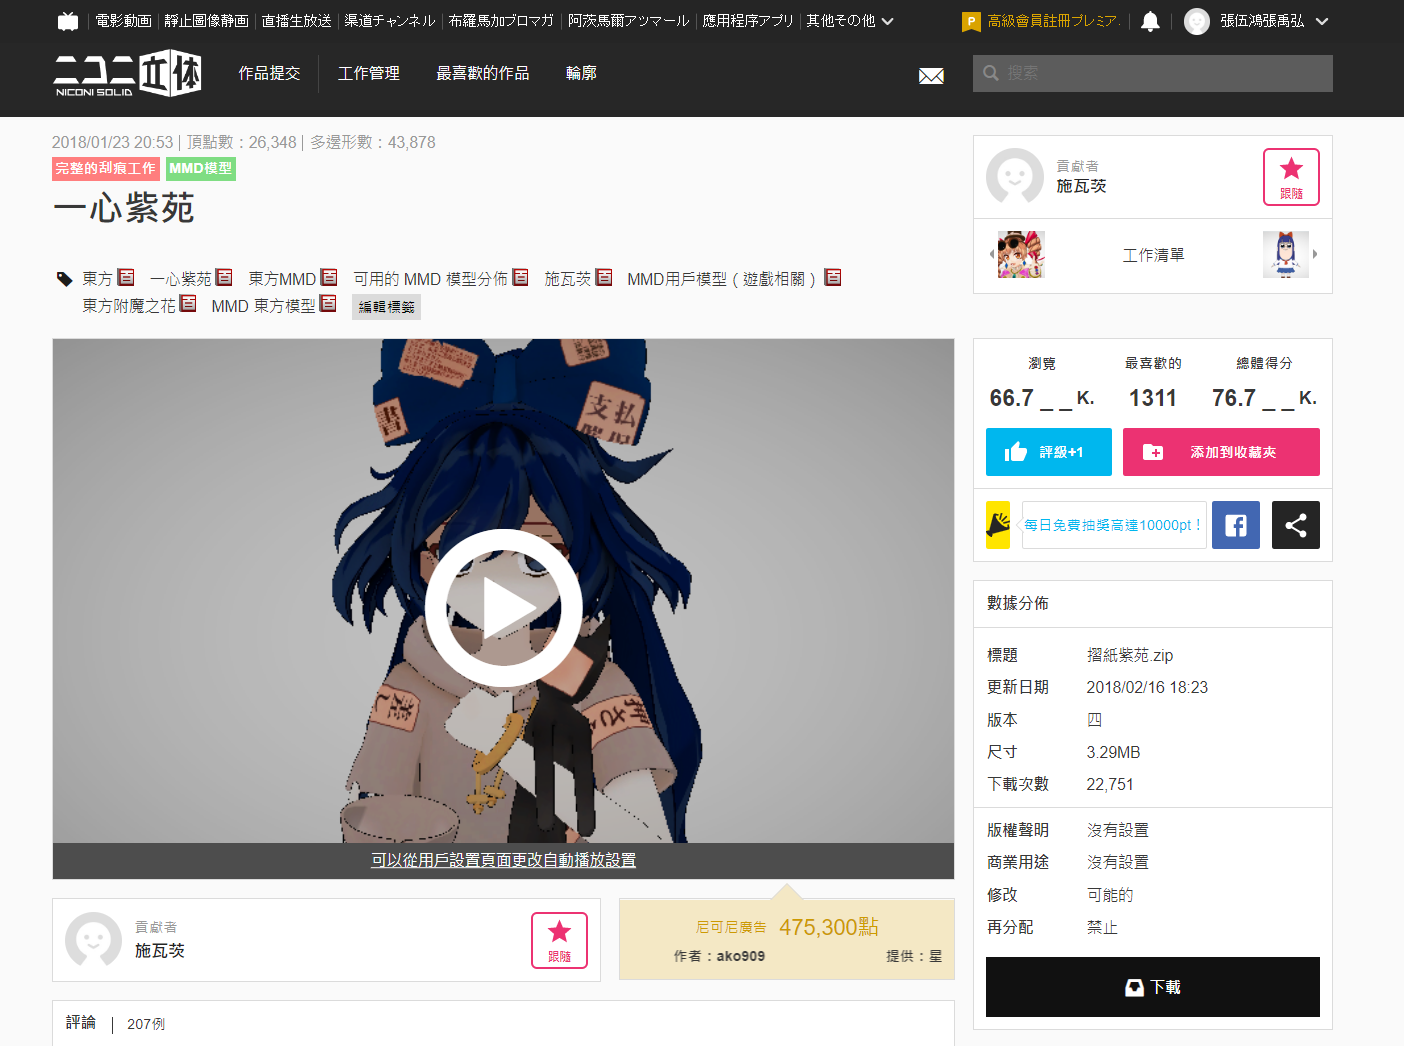 電影動画 靜止圖像静画 直播生放送 渠道チャンネル 布羅馬加ブロマガ 阿茨馬爾アツマール 應用程序アプリ 其他その他 P 高級會員註冊プレミア. 張伍鴻張禹弘
ニコニ立体
NICONI SOLID
作品提交 工作管理 最喜歡的作品 輪廓 搜索
2018/01/23 20:53 | 頂點數：26,348 | 多邊形數：43,878
完整的刮痕工作 MMD模型
一心紫苑
東方 一心紫苑 東方MMD 可用的 MMD 模型分佈 施瓦茨 MMD用戶模型（遊戲相關）
東方附魔之花 MMD 東方模型 編輯標籤
支払
可以從用戶設置頁面更改自動播放設置
貢獻者
施瓦茨
跟隨
尼可尼廣告 475,300點
作者：ako909 提供：星
評論 | 207例
貢獻者
施瓦茨
跟隨
工作清單
瀏覽 最喜歡的 總體得分
66.7 _ _ K. 1311 76.7 _ _ K.
評級+1 添加到收藏夾
每日免費抽獎高達10000pt！
數據分佈
標題 摺紙紫苑.zip
更新日期 2018/02/16 18:23
版本 四
尺寸 3.29MB
下載次數 22,751
版權聲明 沒有設置
商業用途 沒有設置
修改 可能的
再分配 禁止
下載